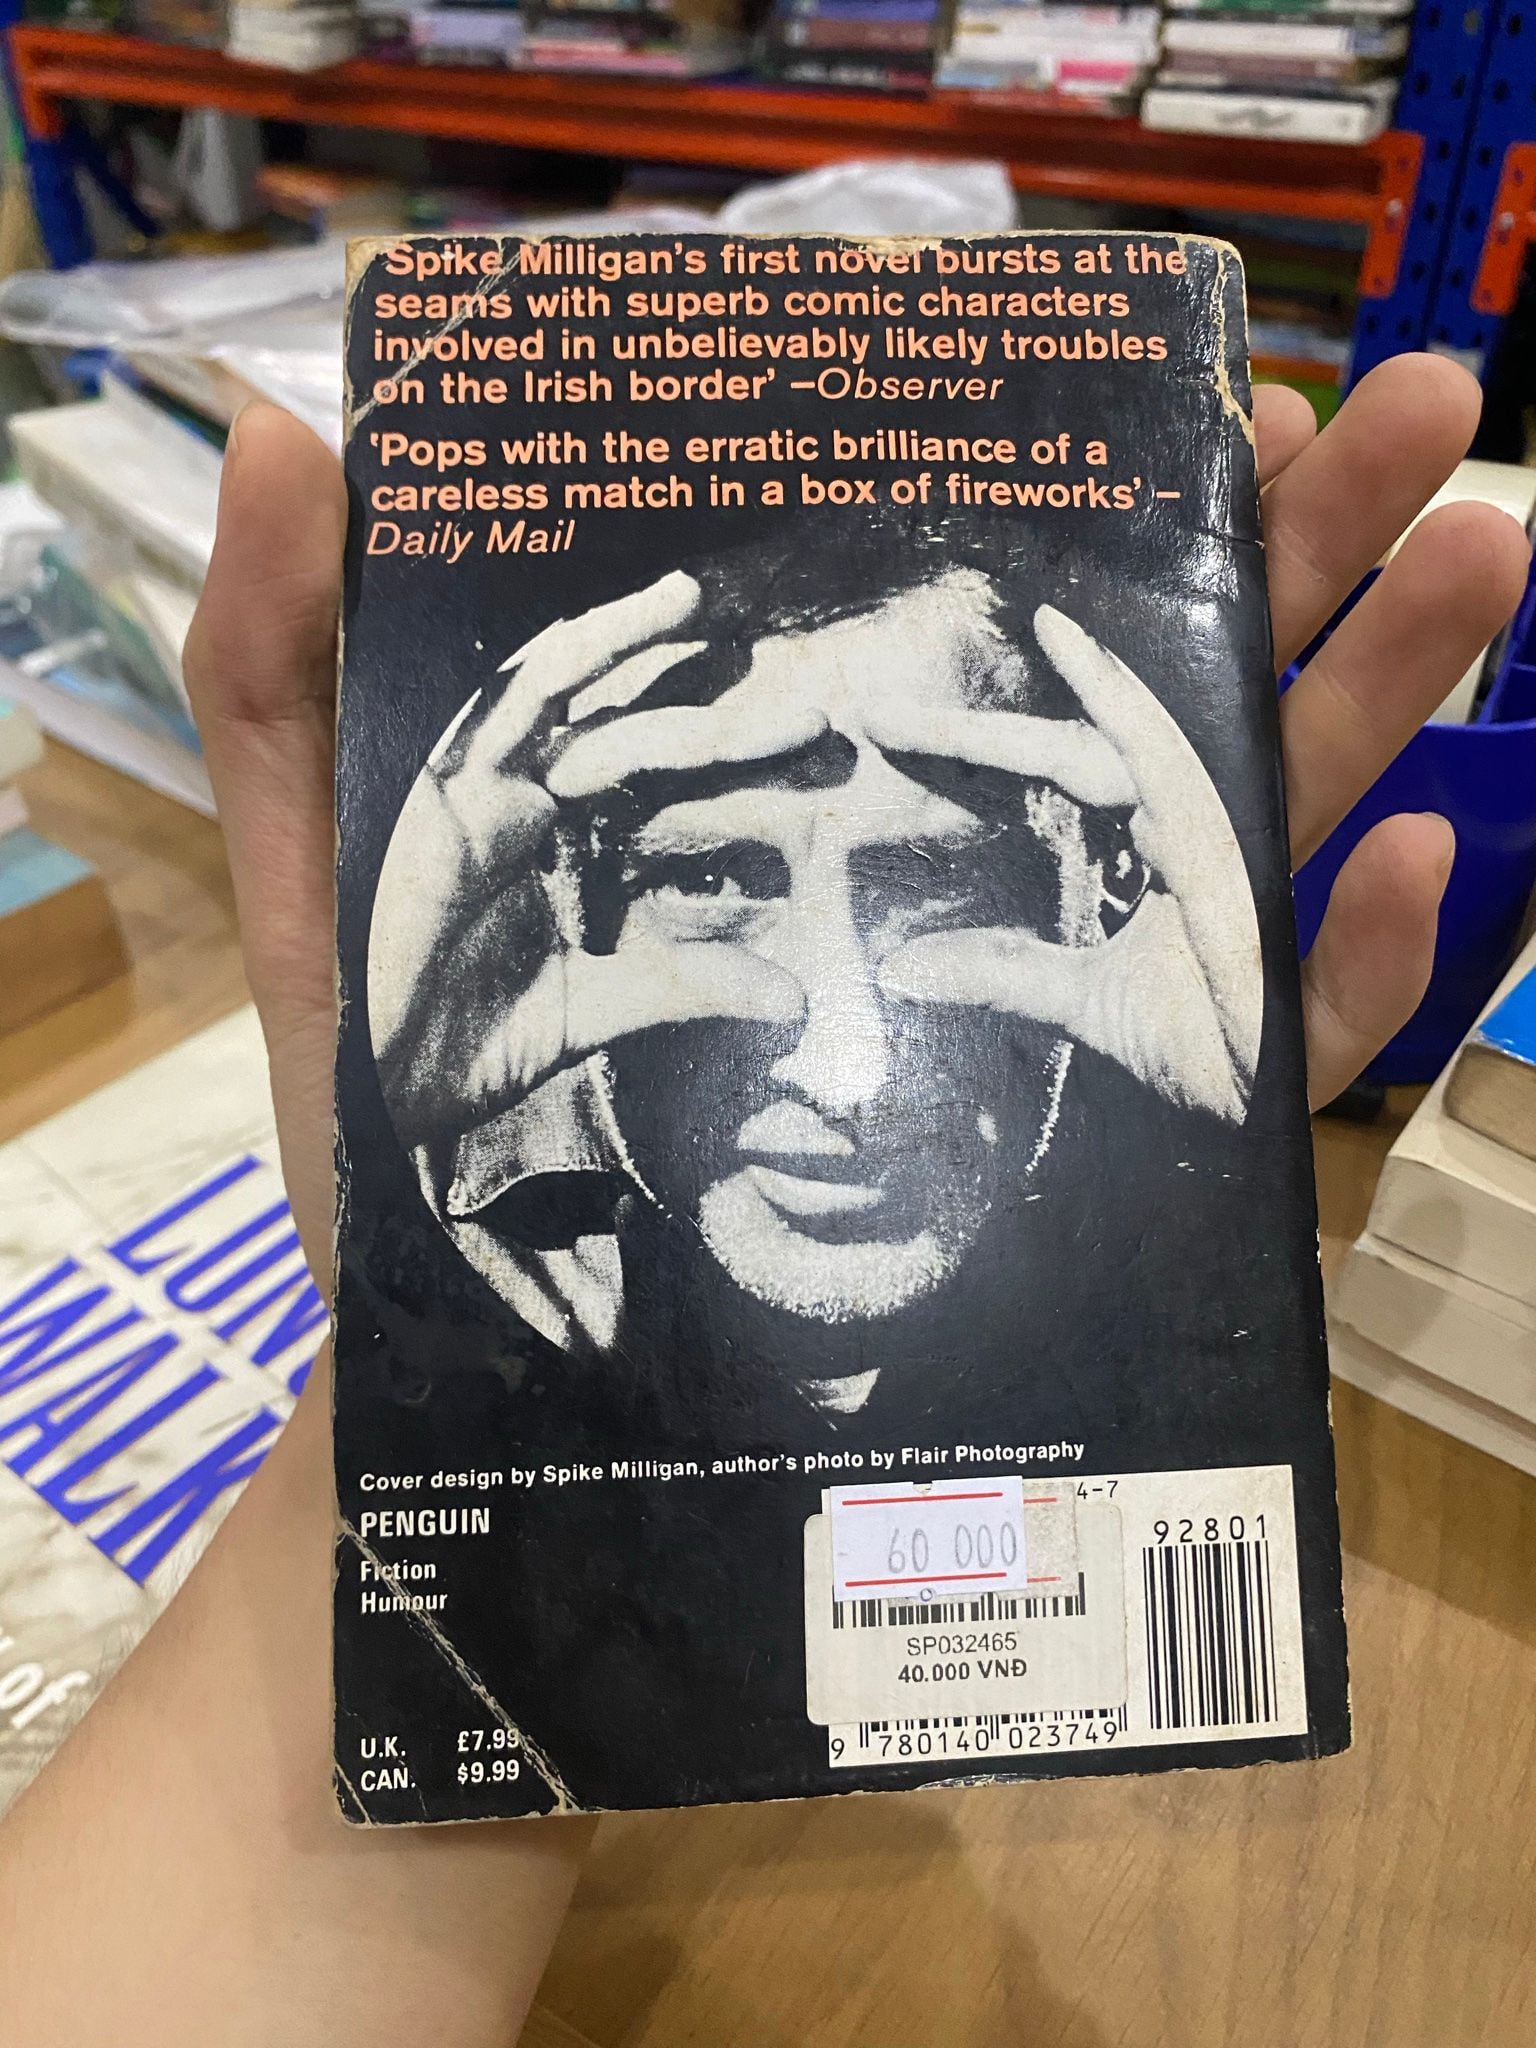 'Spike Milligan's first novel bursts at the
seams with superb comic characters
involved in unbelievably likely troubles
on the Irish border' –Observer
'Pops with the erratic brilliance of a
careless match in a box of fireworks' –
Daily Mail
Cover design by Spike Milligan, author's photo by Flair Photography
PENGUIN
Fiction
Humour
U.K. £7.99
CAN. $9.99
4-7
60 000
92801
SP032465
40.000 VNĐ
9 780140 023749
WALK
of